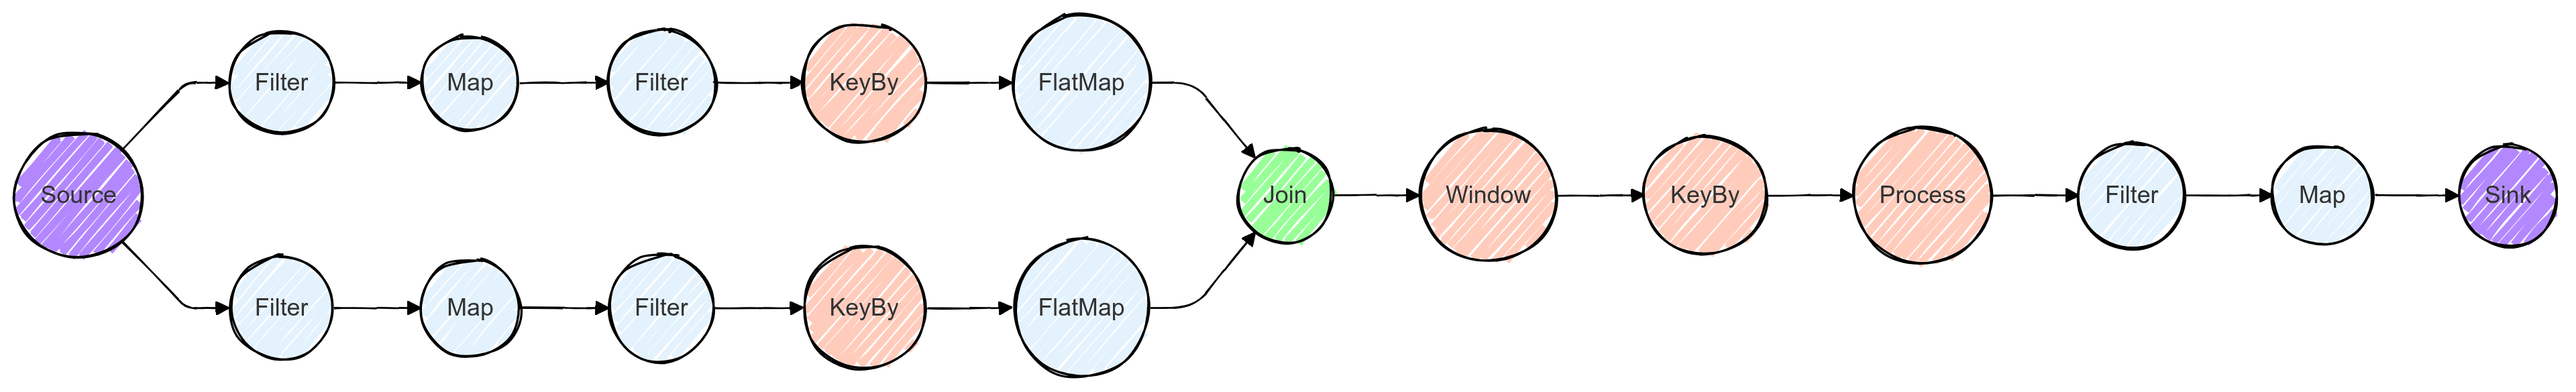 Source
Filter
Map
Filter
KeyBy
FlatMap
Filter
Map
Filter
KeyBy
FlatMap
Join
Window
KeyBy
Process
Filter
Map
Sink